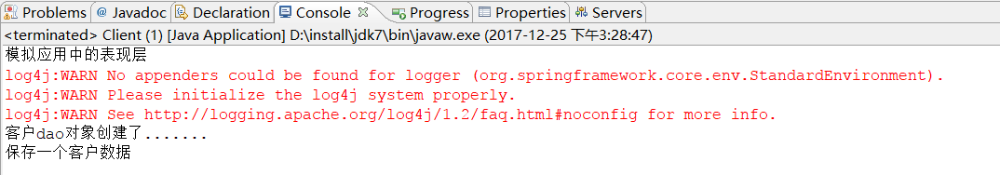 Problems @ Javadoc Declaration Console Progress Properties Servers
<terminated> Client (1) [Java Application] D:\install\jdk7\bin\javaw.exe (2017-12-25 下午3:28:47)
模拟应用中的表现层
log4j:WARN No appenders could be found for logger (org.springframework.core.env.StandardEnvironment).
log4j:WARN Please initialize the log4j system properly.
log4j:WARN See http://logging.apache.org/log4j/1.2/faq.html#noconfig for more info.
客户dao对象创建了.......
保存一个客户数据